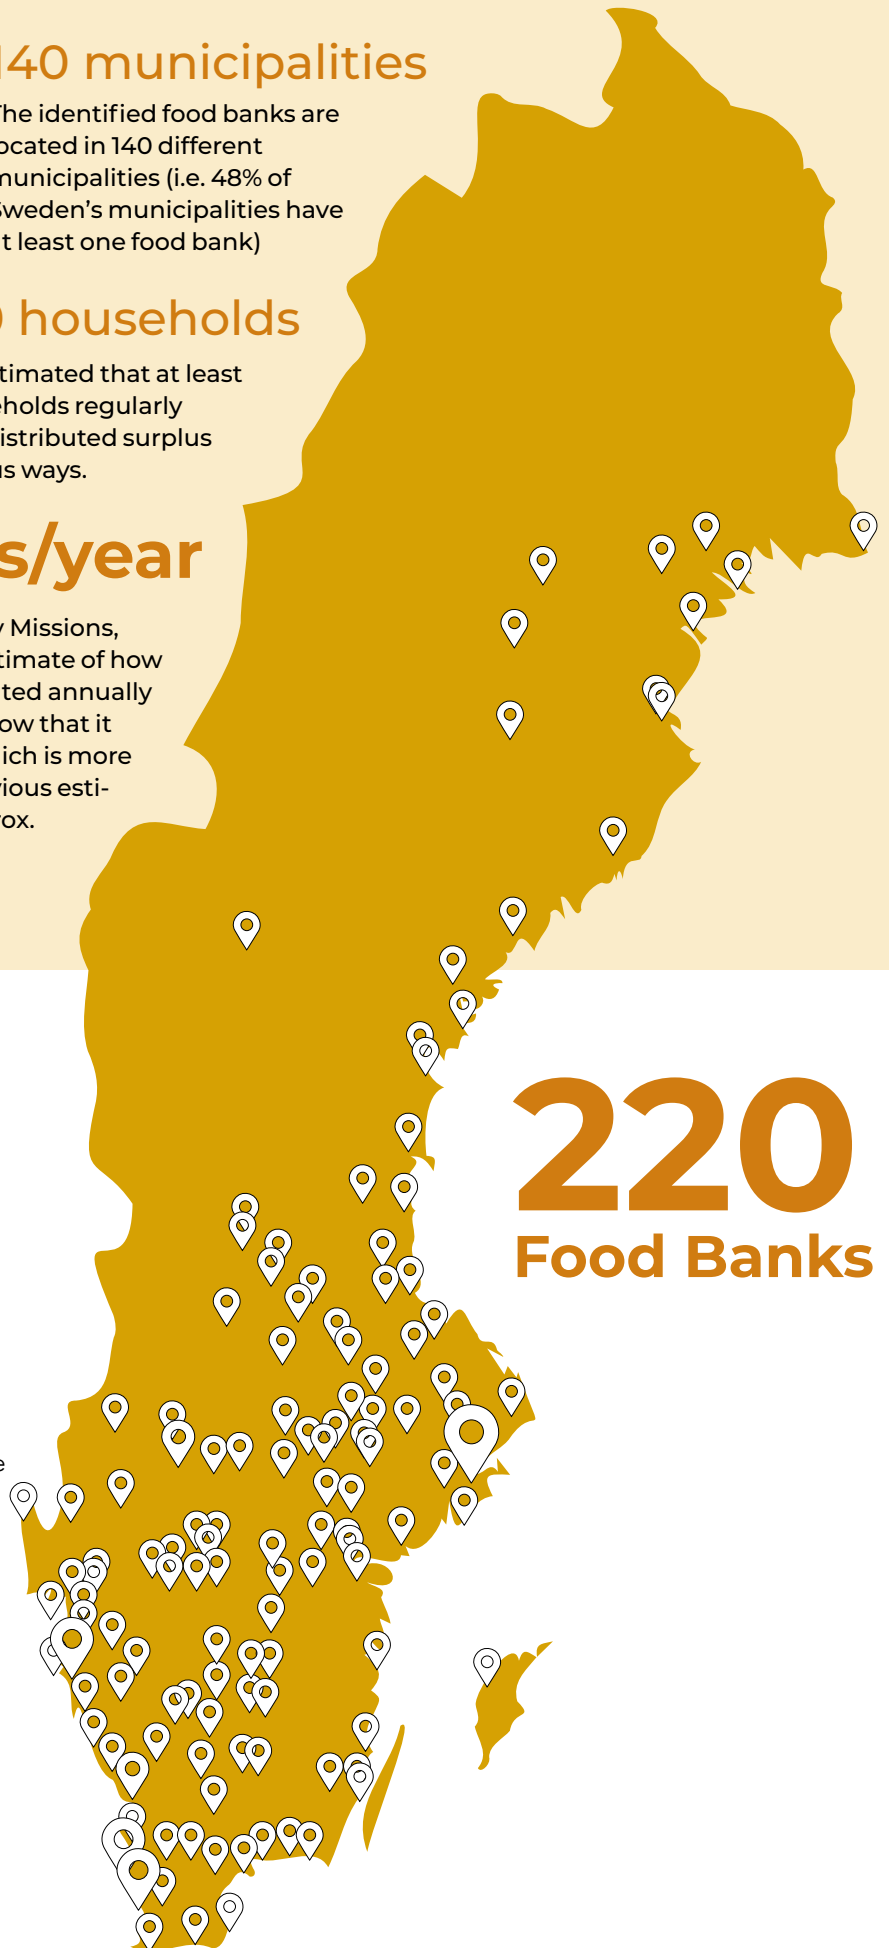 140 municipalities
The identified food banks are
located in 140 different
municipalities (i.e. 48% of
Sweden's municipalities have
at least one food bank)
households
timated that at least
eholds regularly
istributed surplus
us ways.
s/year
y Missions,
timate of how
ted annually
ow that it
ich is more
vious esti-
ox.
220
Food Banks
e